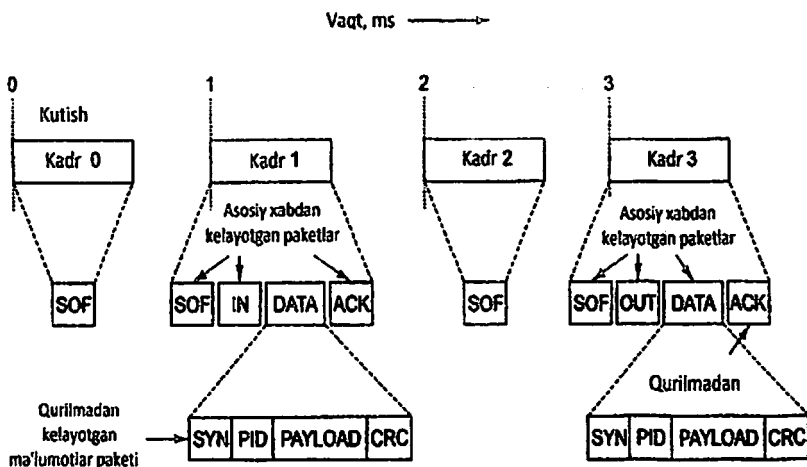 Vaqt, ms
0 1 2 3
Kutish
Kadr 0 Kadr 1 Kadr 2 Kadr 3
Asosiy xabdan
kelayotgan paketlar
Asosiy xabdan
kelayotgan paketlar
SOF SOF IN DATA ACK SOF SOF OUT DATA ACK
Qurilmadan
Qurilmadan
kelayotgan
ma'lumotlar paketi
SYN PID PAYLOAD CRC SYN PID PAYLOAD CRC